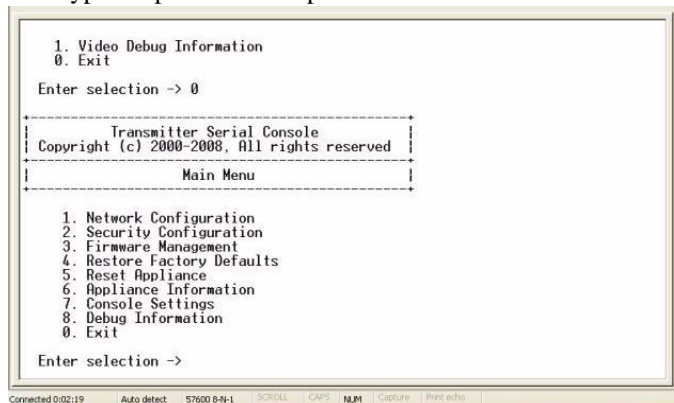 1. Video Debug Information
0. Exit
Enter selection -> 0
Transmitter Serial Console
Copyright (c) 2000-2008, All rights reserved
Main Menu
1. Network Configuration
2. Security Configuration
3. Firmware Management
4. Restore Factory Defaults
5. Reset Appliance
6. Appliance Information
7. Console Settings
8. Debug Information
0. Exit
Enter selection ->
Connected 0:02:19 Auto detect 57600 8-N-1 SCROLL CAPS NUM Capture Print echo